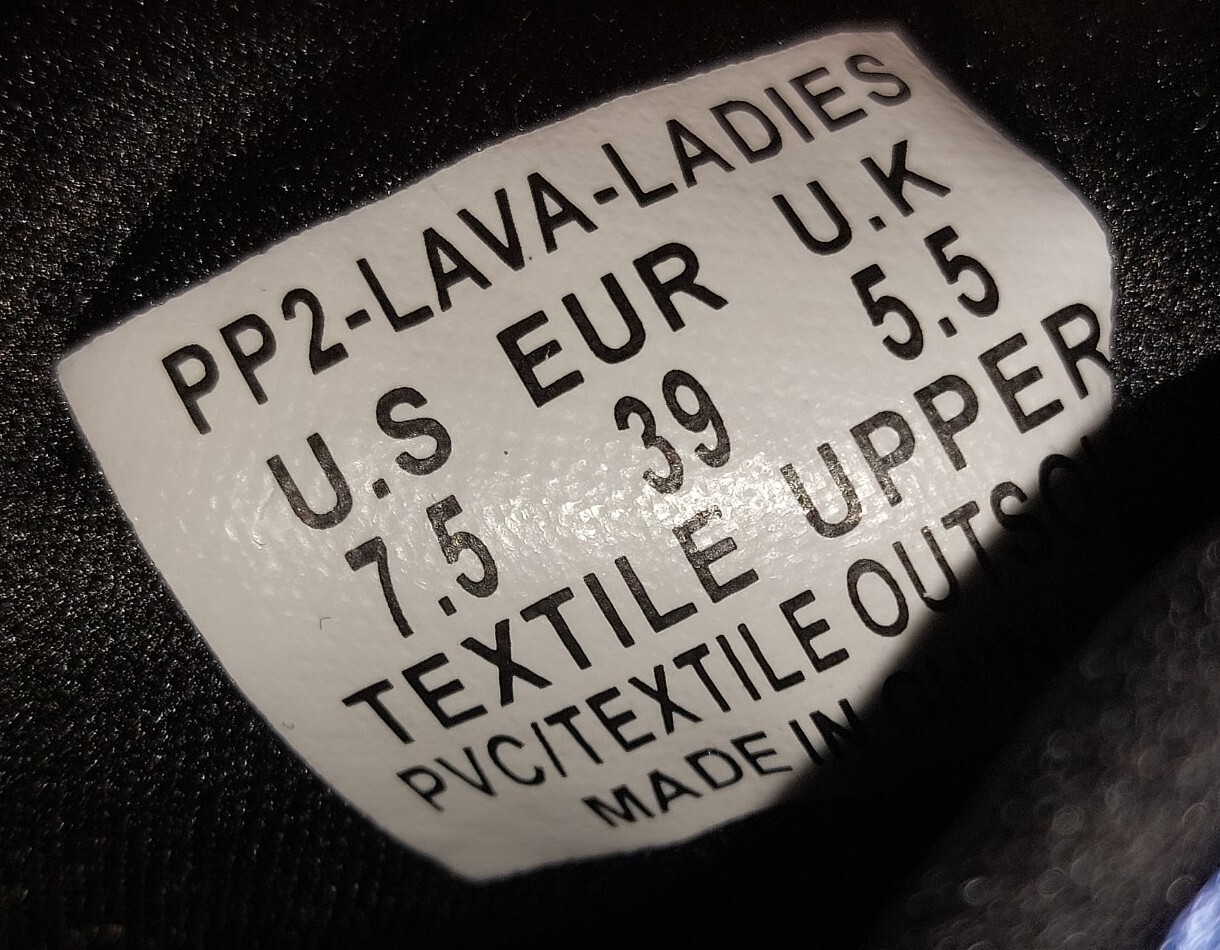 PP2-LAVA-LADIES
U.S EUR U.K
7.5 39 5.5
TEXTILE UPPER
PVC/TEXTILE
MADE IN